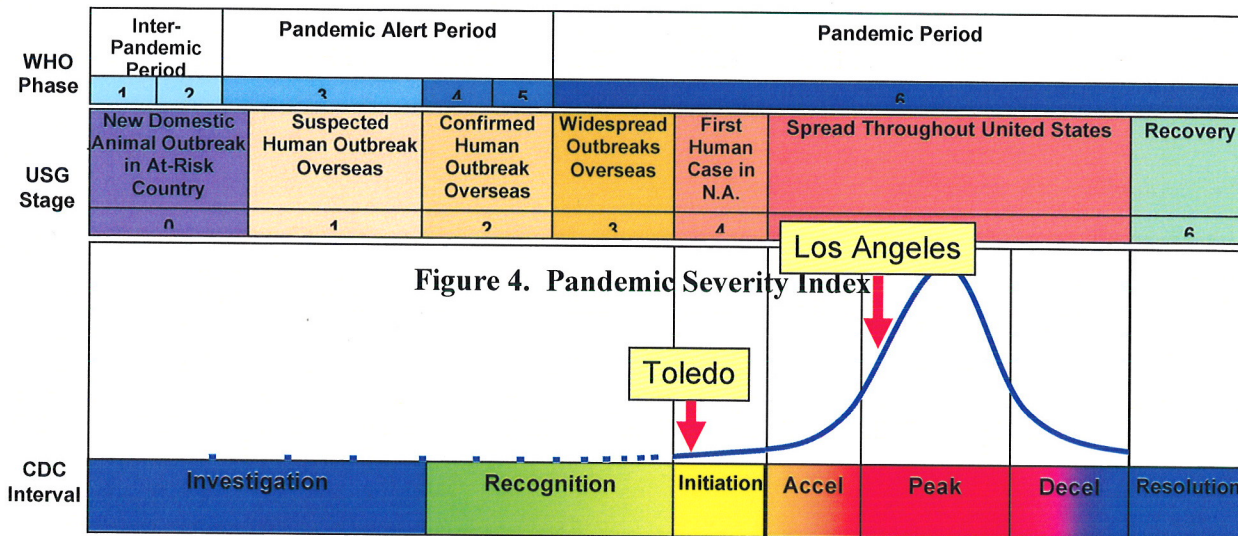 WHO
Phase
Inter-
Pandemic
Period
Pandemic Alert Period
Pandemic Period
1 2 3 4 5 6
USG
Stage
New Domestic
Animal Outbreak
in At-Risk
Country
Suspected
Human Outbreak
Overseas
Confirmed
Human
Outbreak
Overseas
Widespread
Outbreaks
Overseas
First
Human
Case in
N.A.
Spread Throughout United States
Recovery
0 1 2 3 4 6
Los Angeles
Figure 4. Pandemic Severity Index
Toledo
CDC
Interval
Investigation
Recognition
Initiation
Accel
Peak
Decel
Resolution